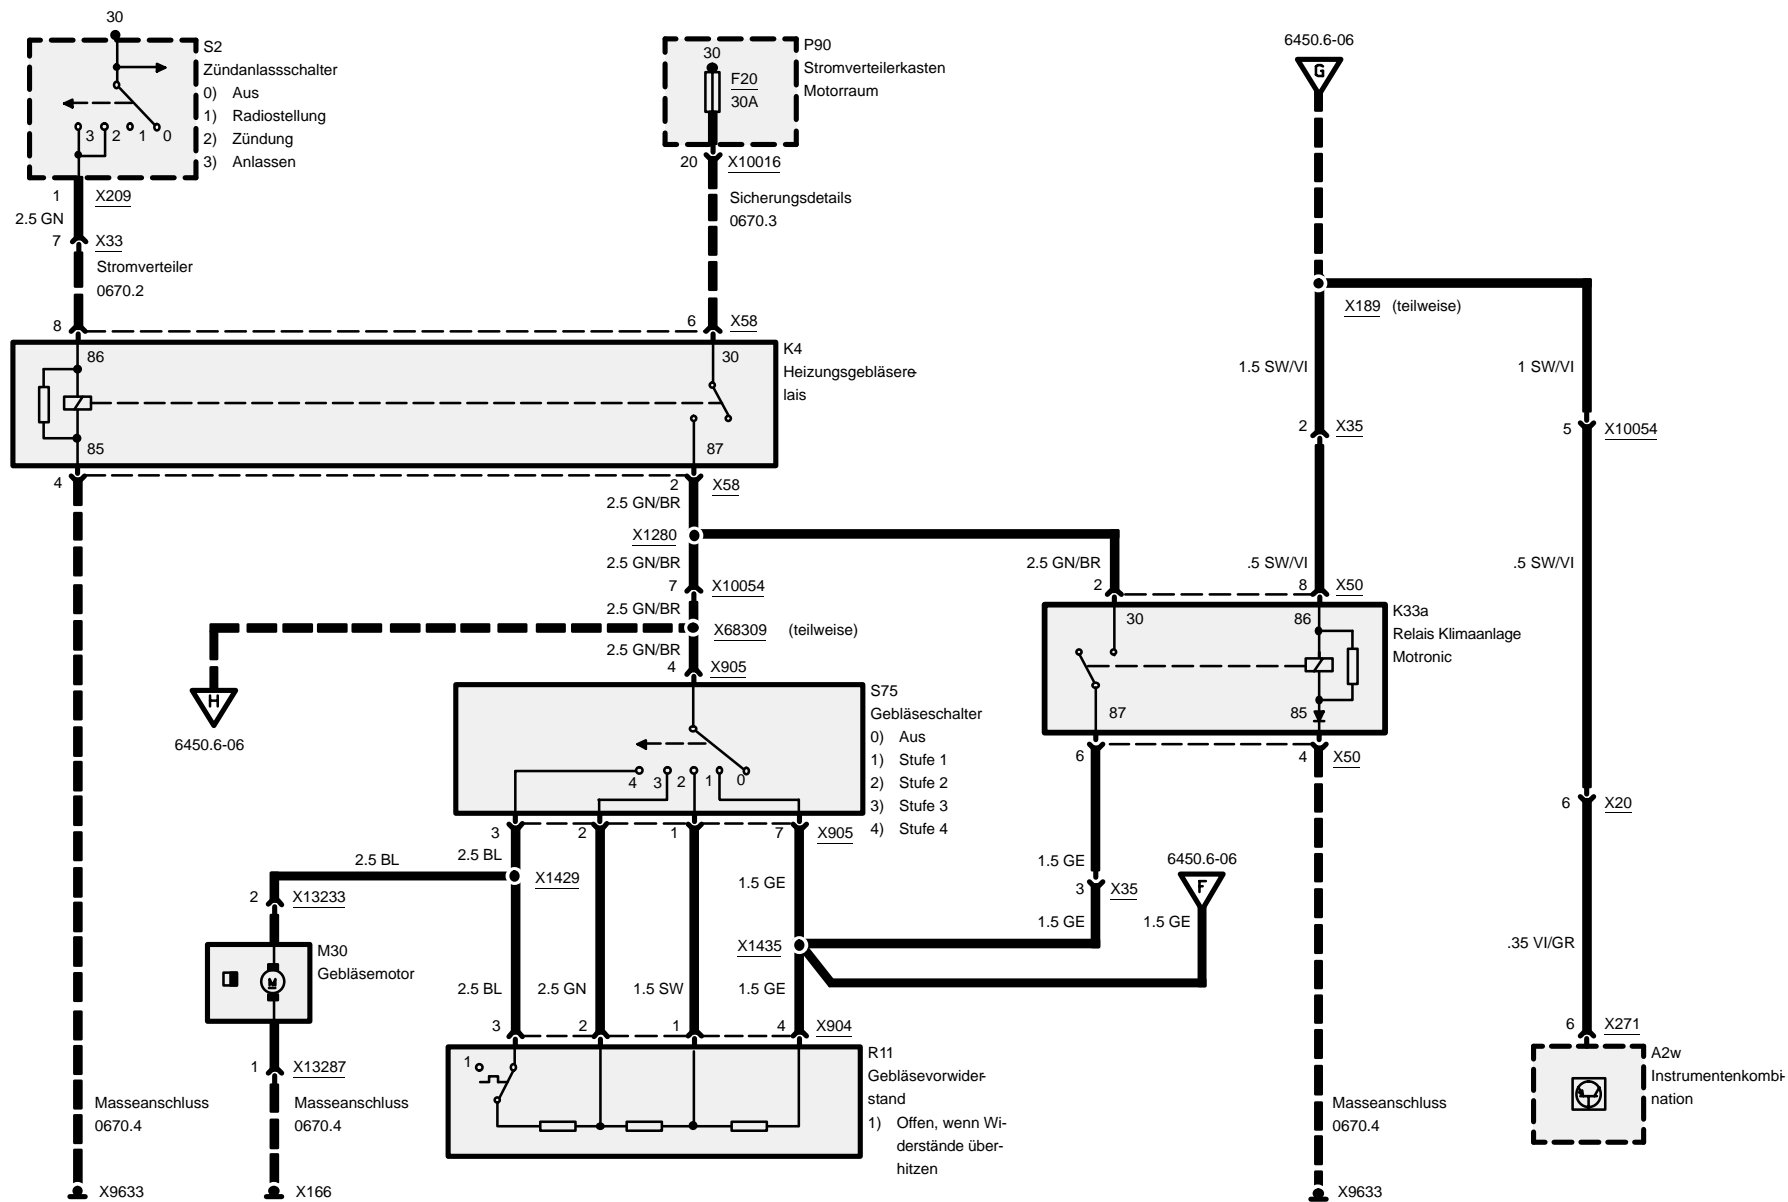 30
S2
Zündanlassschalter
0) Aus
1) Radiostellung
2) Zündung
3) Anlassen
3 2 1 0
1 X209
2.5 GN
7 X33
Stromverteiler
0670.2
30
F20
30A
P90
Stromverteilerkasten
Motorraum
20 X10016
Sicherungsdetails
0670.3
6450.6-06
G
X189 (teilweise)
1.5 SW/VI
1 SW/VI
2 X35
5 X10054
8
6 X58
86
30
85
87
K4
Heizungsgebläsere-
lais
4
2 X58
2.5 GN/BR
X1280
2.5 GN/BR
2.5 GN/BR
.5 SW/VI
.5 SW/VI
7 X10054
2.5 GN/BR
X68309 (teilweise)
2.5 GN/BR
4 X905
H
6450.6-06
2
8 X50
30
86
87
85
K33a
Relais Klimaanlage
Motronic
6
4 X50
S75
Gebläseschalter
0) Aus
1) Stufe 1
2) Stufe 2
3) Stufe 3
4) Stufe 4
4 3 2 1 0
3 2 1 7 X905
6 X20
2.5 BL
2.5 BL
X1429
1.5 GE
1.5 GE
3 X35
1.5 GE
6450.6-06
F
1.5 GE
2 X13233
M30
Gebläsemotor
M
X1435
.35 VI/GR
2.5 BL
2.5 GN
1.5 SW
1.5 GE
3 2 1 4 X904
6 X271
1
R11
Gebläsevorwider-
stand
1) Offen, wenn Wi-
derstände über-
hitzen
A2w
Instrumentenkombi-
nation
1 X13287
Masseanschluss
0670.4
Masseanschluss
0670.4
Masseanschluss
0670.4
X9633
X166
X9633